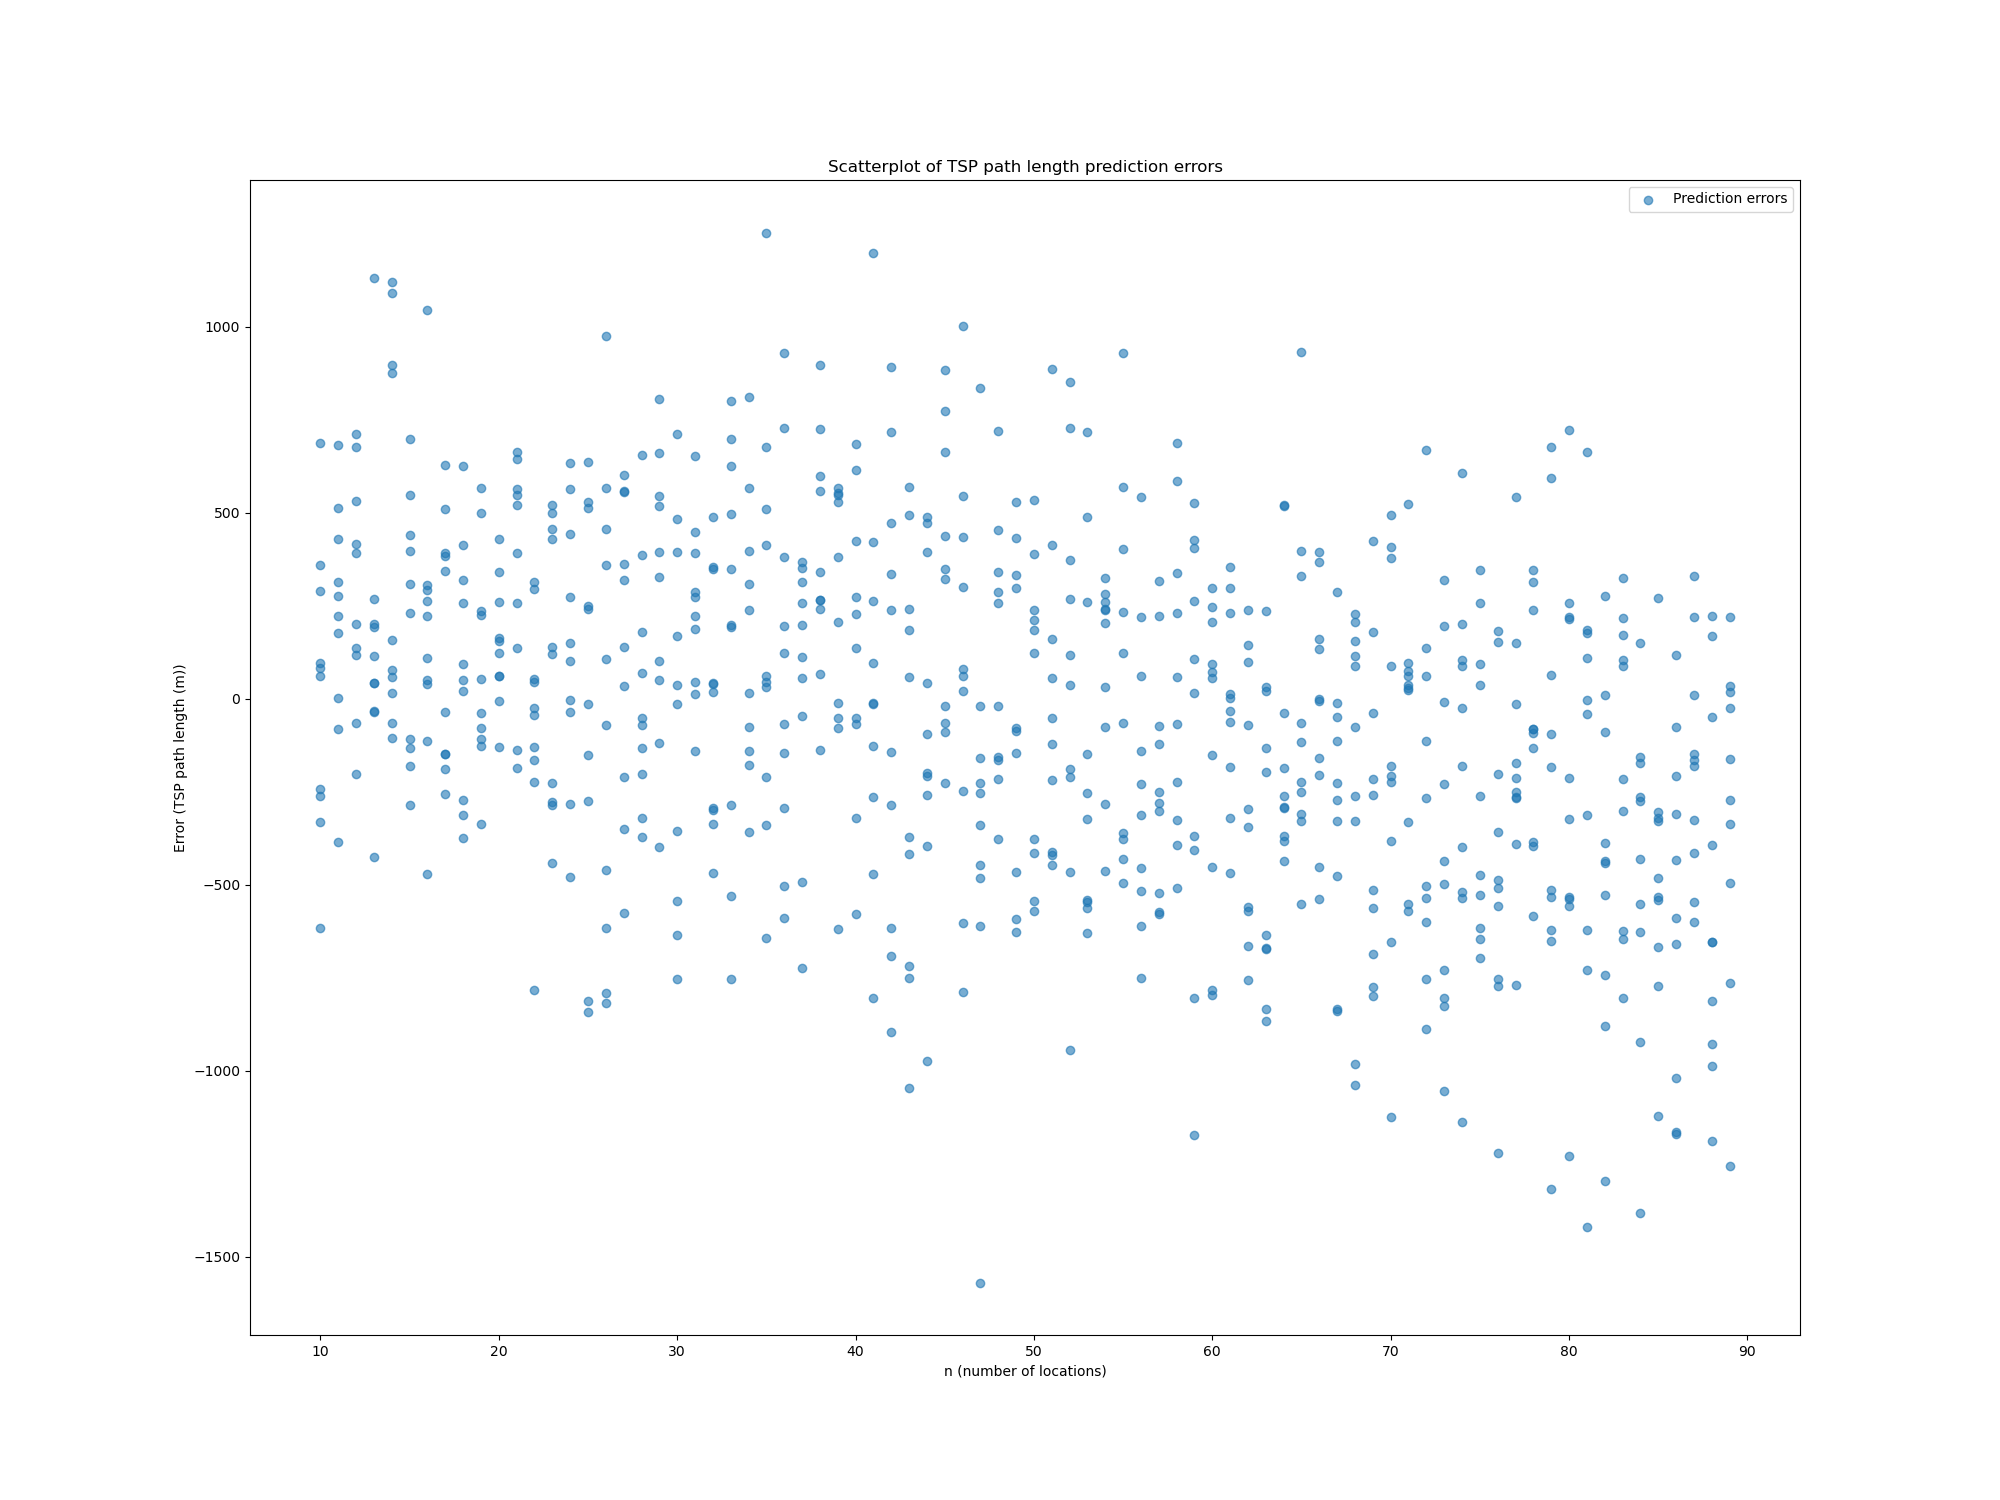 Scatterplot of TSP path length prediction errors
Prediction errors
1000
500
0
−500
−1000
−1500
Error (TSP path length (m))
10 20 30 40 50 60 70 80 90
n (number of locations)